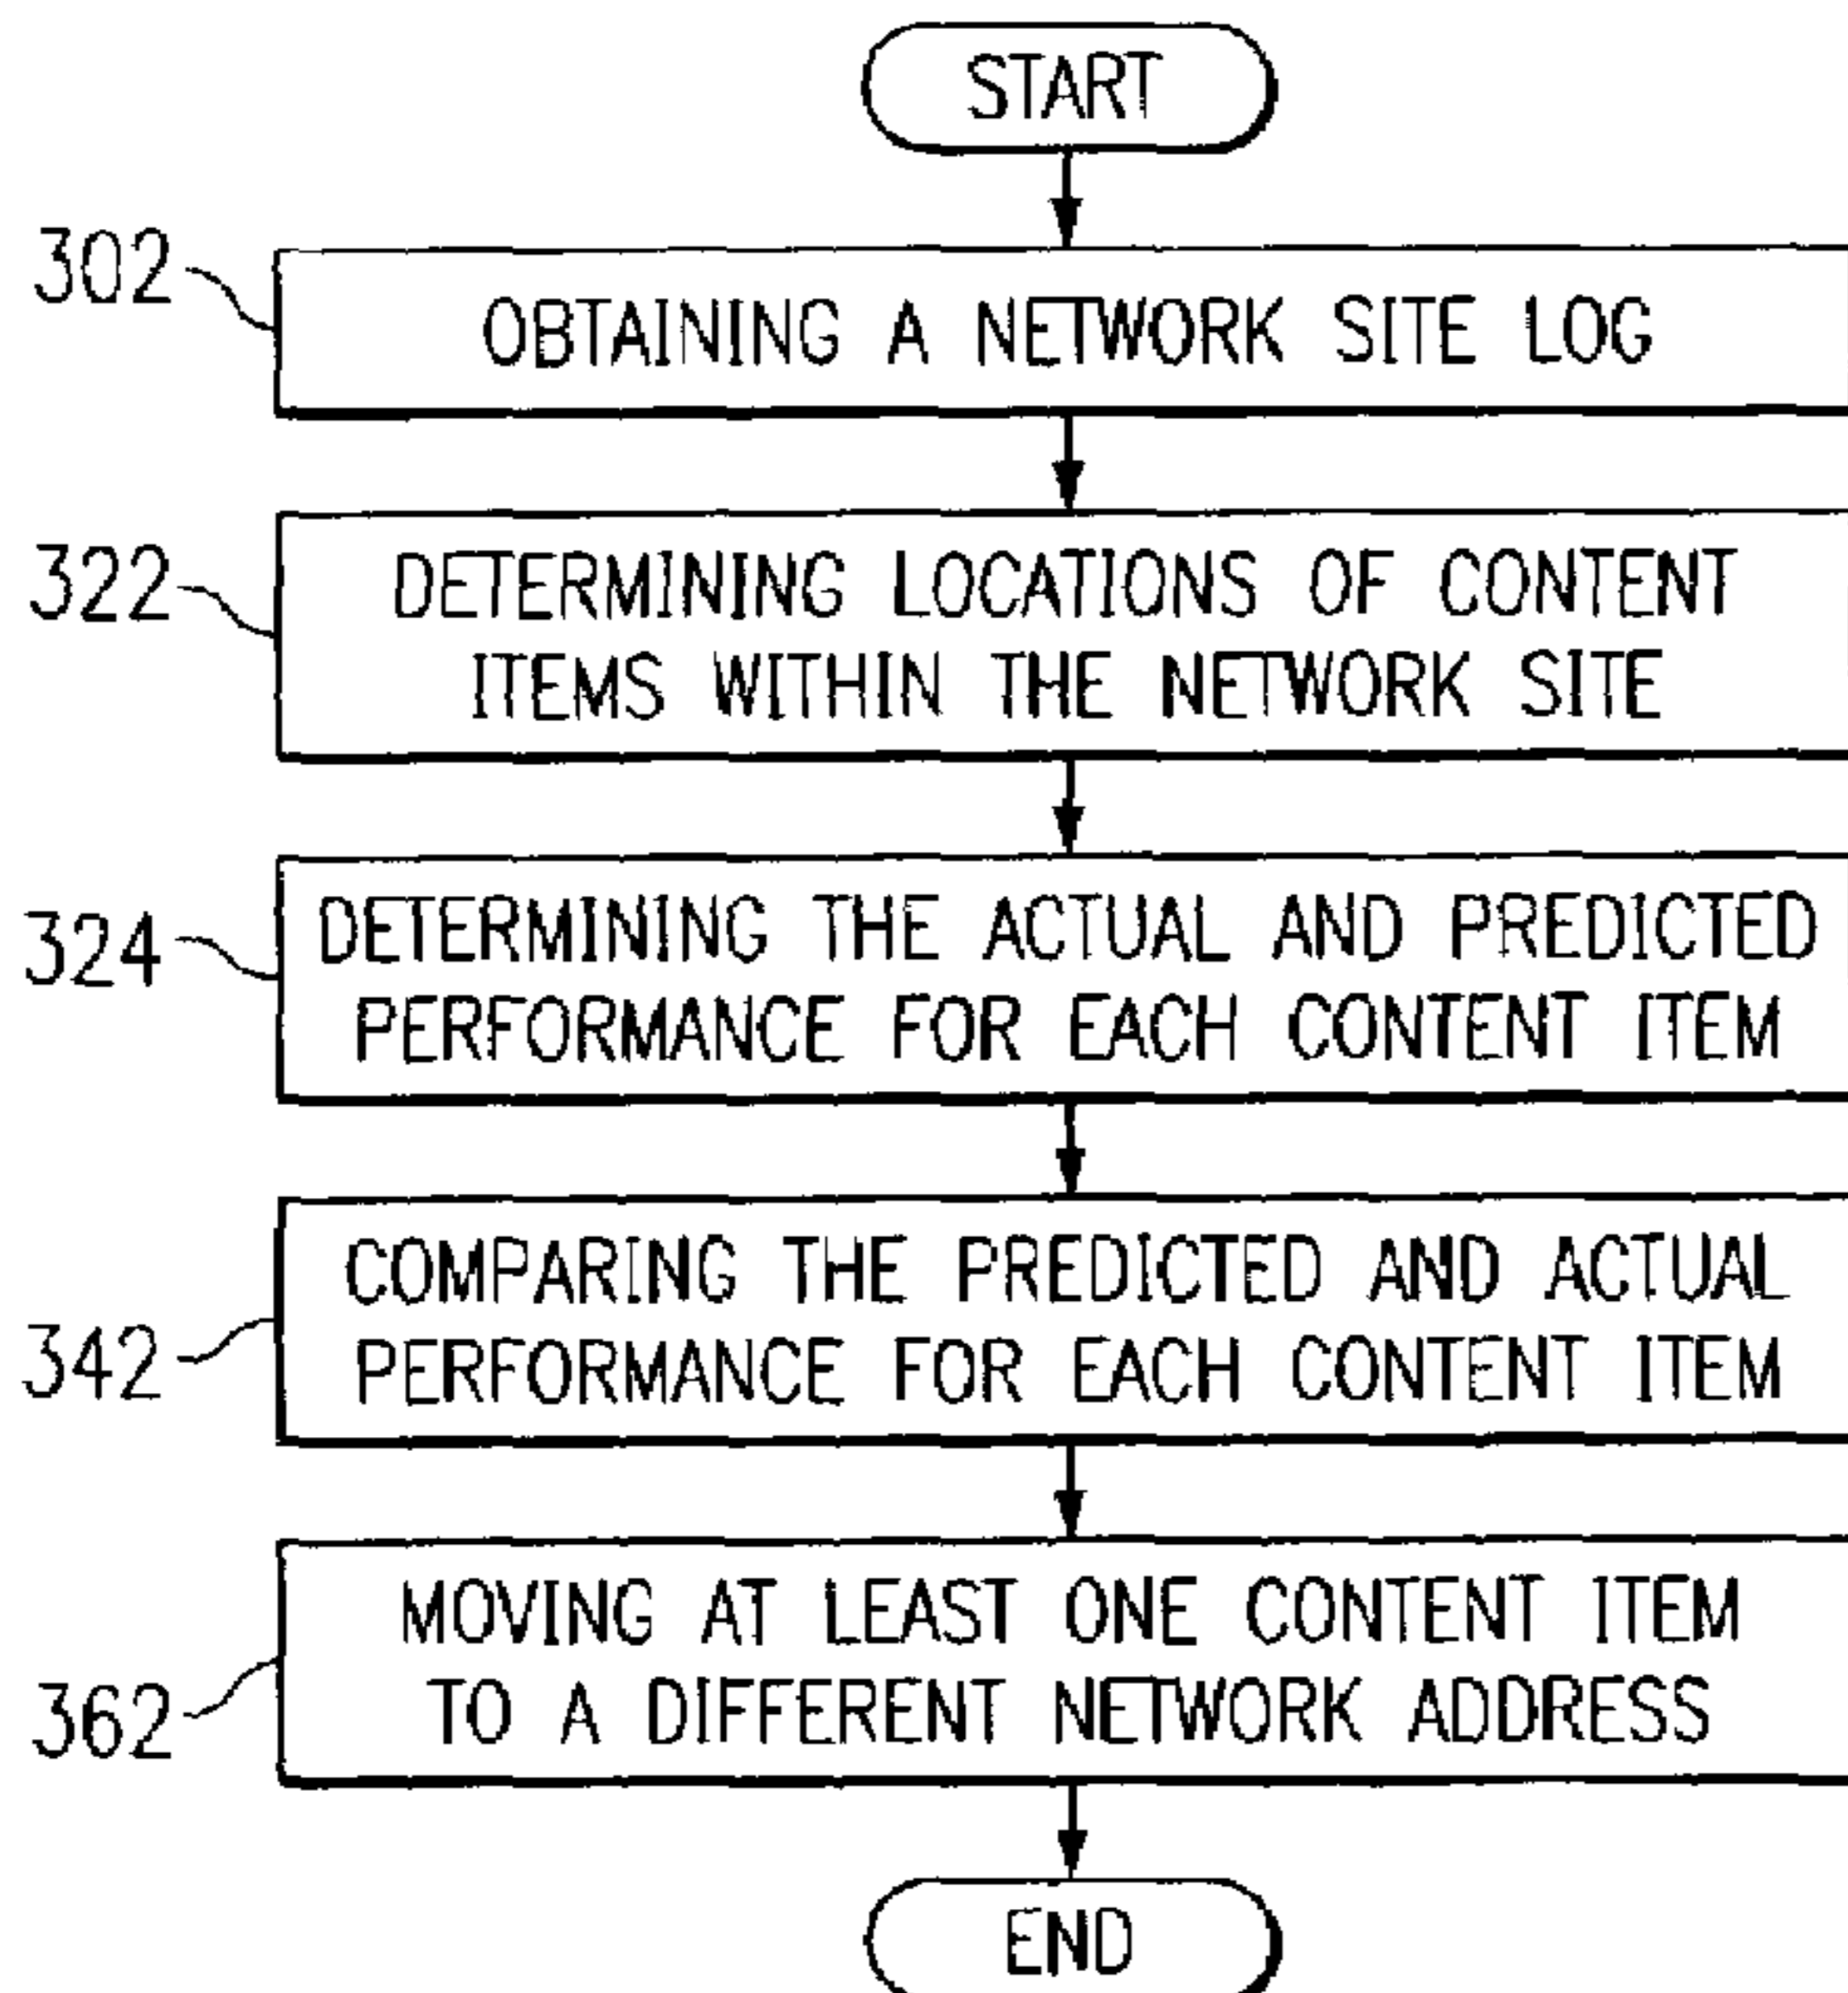 START
302
OBTAINING A NETWORK SITE LOG
322
DETERMINING LOCATIONS OF CONTENT
ITEMS WITHIN THE NETWORK SITE
324
DETERMINING THE ACTUAL AND PREDICTED
PERFORMANCE FOR EACH CONTENT ITEM
342
COMPARING THE PREDICTED AND ACTUAL
PERFORMANCE FOR EACH CONTENT ITEM
362
MOVING AT LEAST ONE CONTENT ITEM
TO A DIFFERENT NETWORK ADDRESS
END